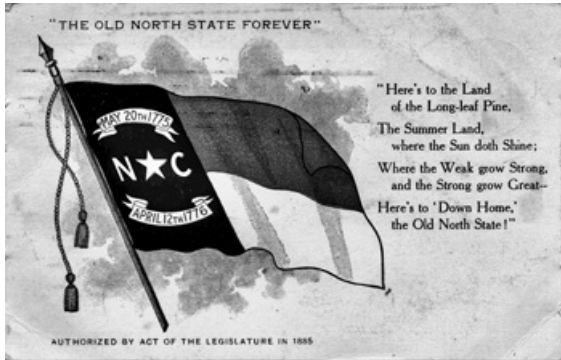 "THE OLD NORTH STATE FOREVER"
MAY 20TH 1775
N ★ C
APRIL 12TH 1776
"Here's to the Land
of the Long-leaf Pine,
The Summer Land,
where the Sun doth Shine;
Where the Weak grow Strong,
and the Strong grow Great--
Here's to 'Down Home,'
the Old North State!"
AUTHORIZED BY ACT OF THE LEGISLATURE IN 1885